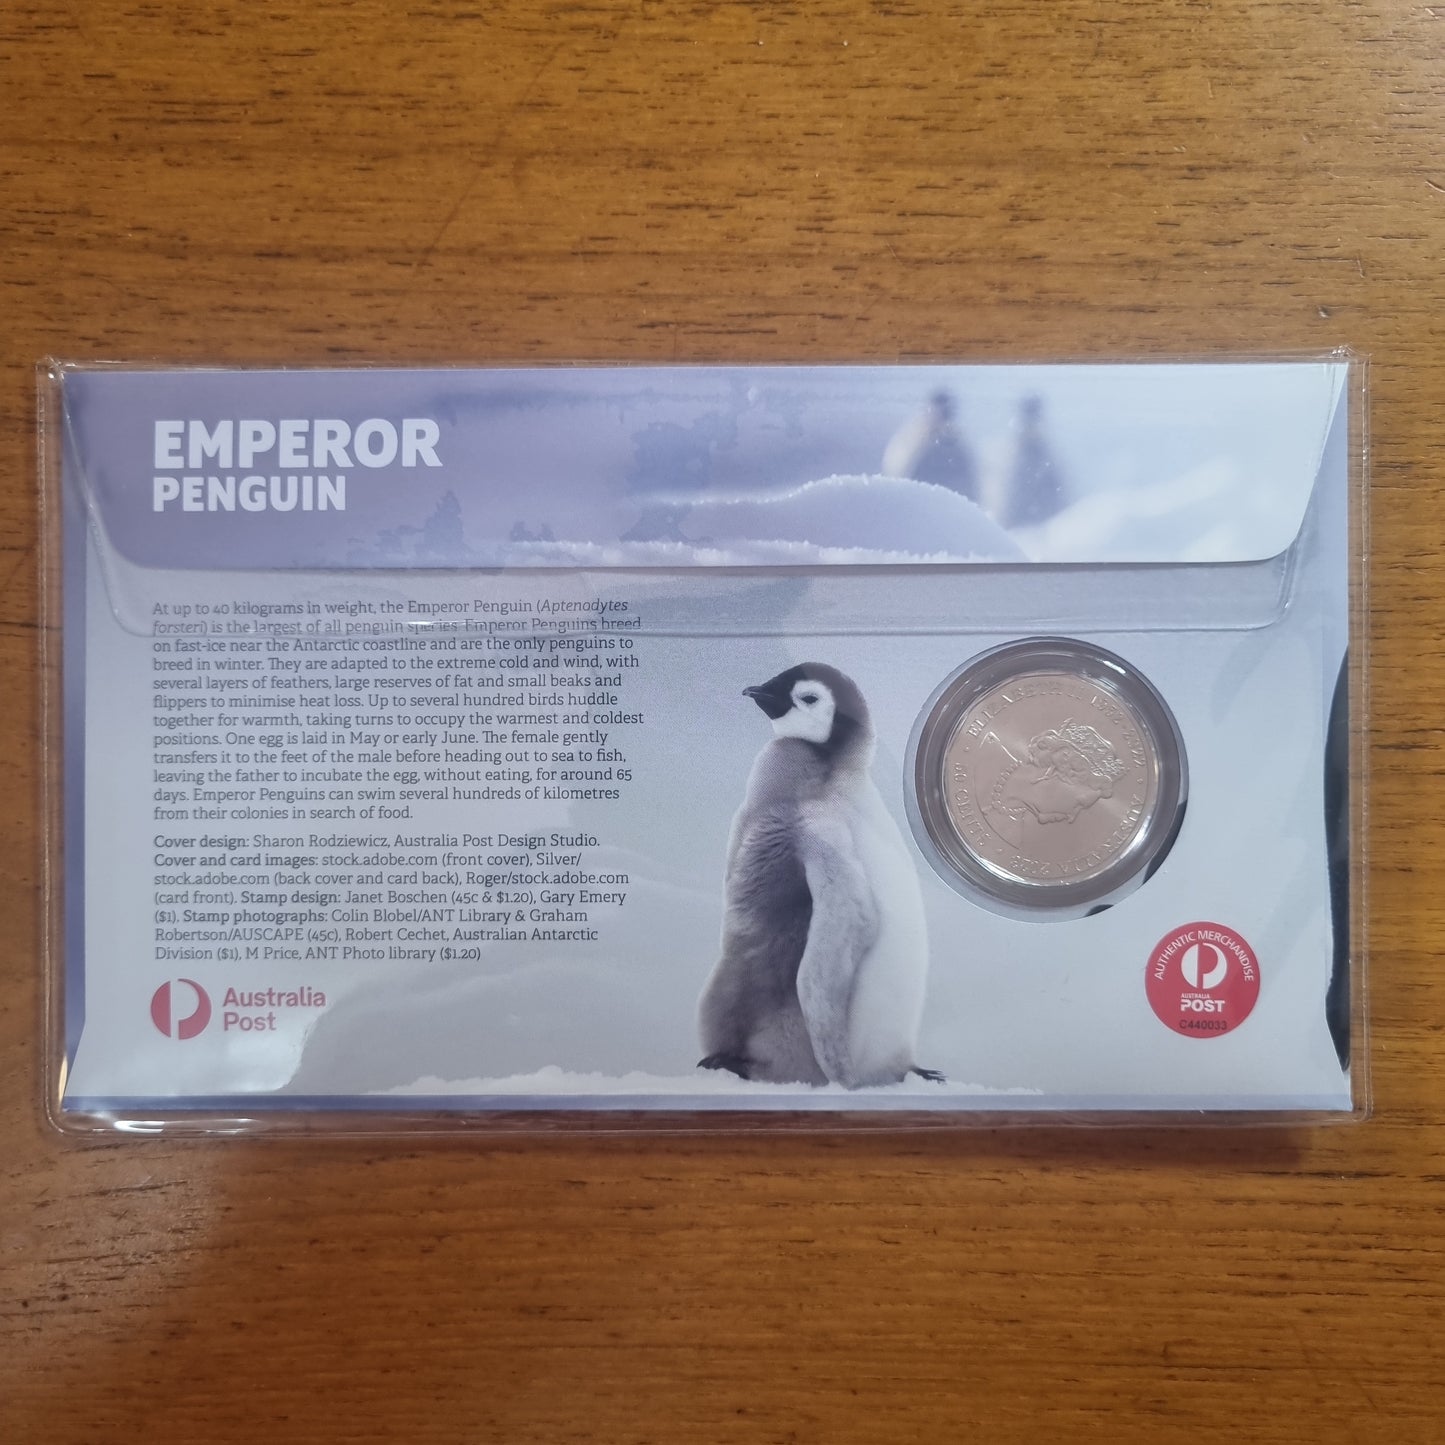 EMPEROR
PENGUIN
At up to 40 kilograms in weight, the Emperor Penguin (Aptenodytes
forsteri) is the largest of all penguin species. Emperor Penguins breed
on fast-ice near the Antarctic coastline and are the only penguins to
breed in winter. They are adapted to the extreme cold and wind, with
several layers of feathers, large reserves of fat and small beaks and
flippers to minimise heat loss. Up to several hundred birds huddle
together for warmth, taking turns to occupy the warmest and coldest
positions. One egg is laid in May or early June. The female gently
transfers it to the feet of the male before heading out to sea to fish,
leaving the father to incubate the egg, without eating, for around 65
days. Emperor Penguins can swim several hundreds of kilometres
from their colonies in search of food.
Cover design: Sharon Rodziewicz, Australia Post Design Studio.
Cover and card images: stock.adobe.com (front cover), Silver/
stock.adobe.com (back cover and card back), Roger/stock.adobe.com
(card front). Stamp design: Janet Boschen (45c & $1.20), Gary Emery
($1). Stamp photographs: Colin Blobel/ANT Library & Graham
Robertson/AUSCAPE (45c), Robert Cechet, Australian Antarctic
Division ($1), M Price, ANT Photo library ($1.20)
Australia
Post
ELIZABETH II 1952-2022
AUSTRALIA 2023
AUTHENTIC MERCHANDISE
AUSTRALIA
POST
C440033